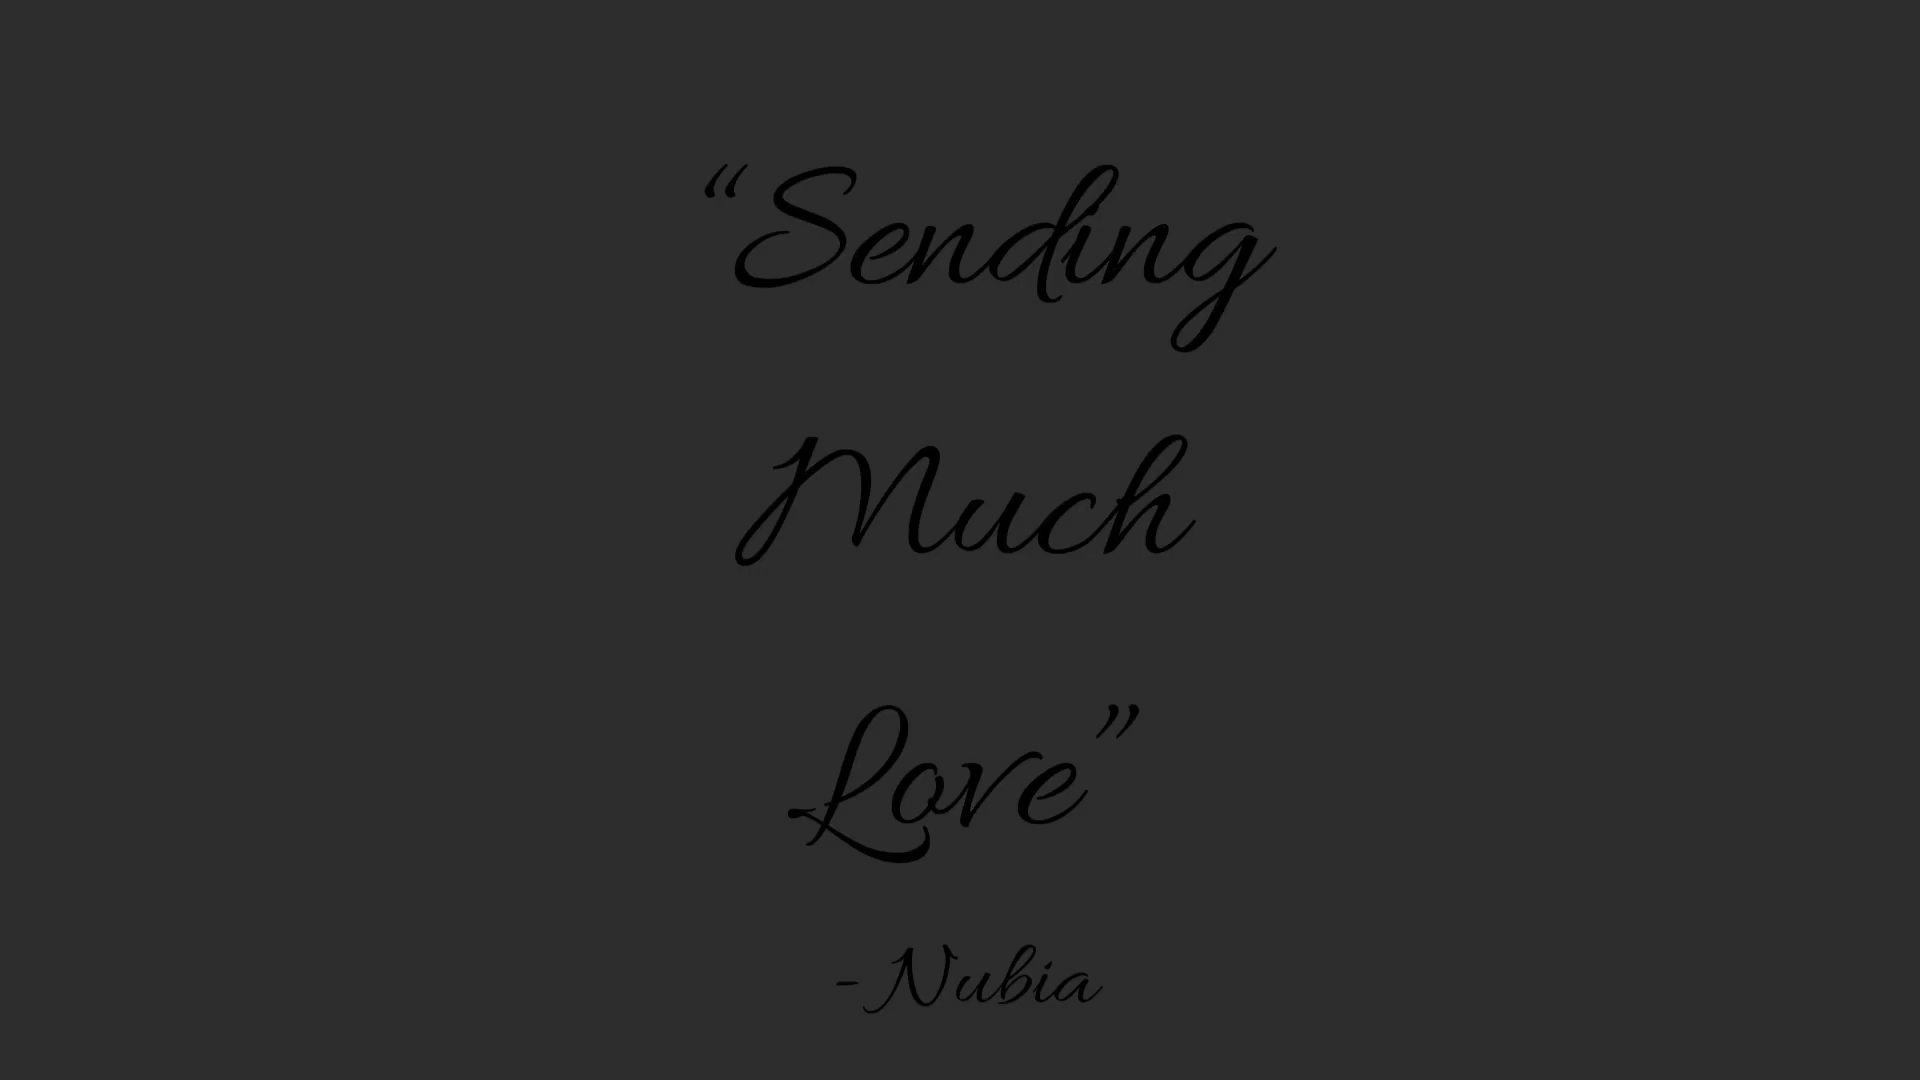 “Sending
Much
Love”
- Nubia